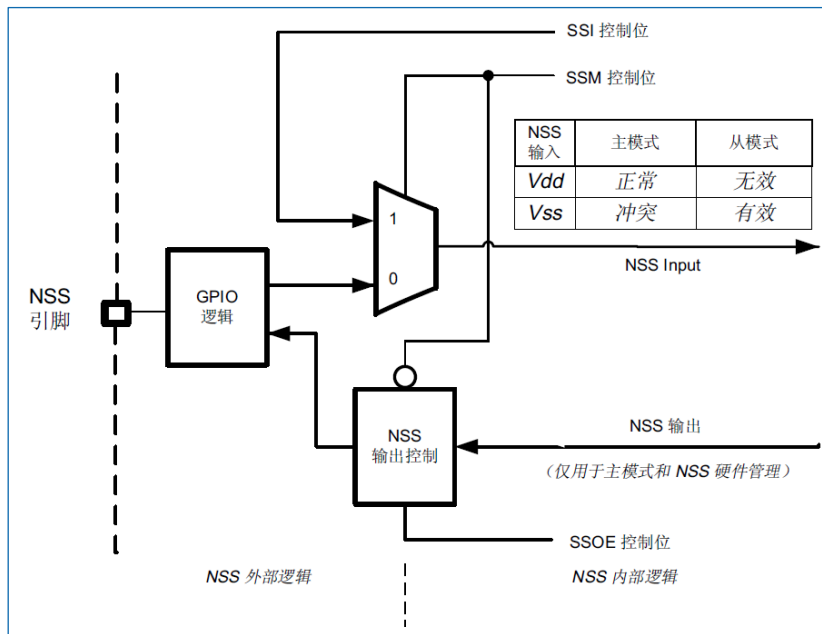 SSI 控制位
SSM 控制位
NSS 输入 主模式 从模式
Vdd 正常 无效
Vss 冲突 有效
1
0
NSS Input
NSS
引脚
GPIO
逻辑
NSS
输出控制
NSS 输出
（仅用于主模式和 NSS 硬件管理）
SSOE 控制位
NSS 外部逻辑
NSS 内部逻辑